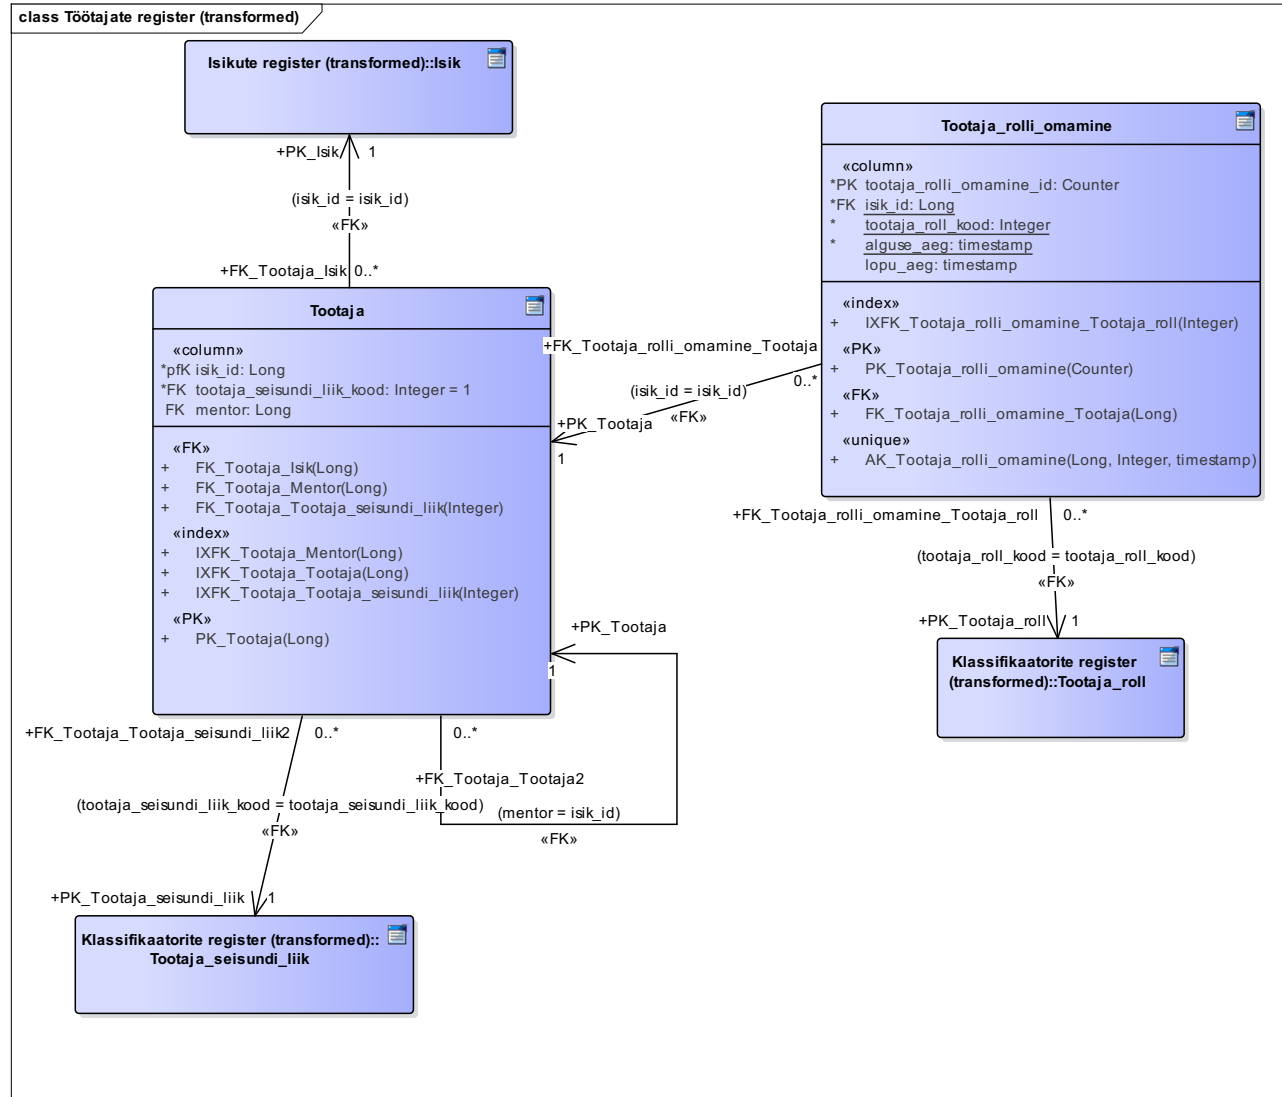 class Töötajate register (transformed)
Isikute register (transformed)::Isik
+PK_Isik
1
(isik_id = isik_id)
«FK»
+FK_Tootaja_Isik
0..*
Tootaja
«column»
*pfK isik_id: Long
*FK tootaja_seisundi_liik_kood: Integer = 1
FK mentor: Long
«FK»
+ FK_Tootaja_Isik(Long)
+ FK_Tootaja_Mentor(Long)
+ FK_Tootaja_Tootaja_seisundi_liik(Integer)
«index»
+ IXFK_Tootaja_Mentor(Long)
+ IXFK_Tootaja_Tootaja(Long)
+ IXFK_Tootaja_Tootaja_seisundi_liik(Integer)
«PK»
+ PK_Tootaja(Long)
Tootaja_rolli_omamine
«column»
*PK tootaja_rolli_omamine_id: Counter
*FK isik_id: Long
* tootaja_roll_kood: Integer
* alguse_aeg: timestamp
lopu_aeg: timestamp
«index»
+ IXFK_Tootaja_rolli_omamine_Tootaja_roll(Integer)
«PK»
+ PK_Tootaja_rolli_omamine(Counter)
«FK»
+ FK_Tootaja_rolli_omamine_Tootaja(Long)
«unique»
+ AK_Tootaja_rolli_omamine(Long, Integer, timestamp)
+FK_Tootaja_rolli_omamine_Tootaja
0..*
(isik_id = isik_id)
«FK»
+PK_Tootaja
1
+FK_Tootaja_rolli_omamine_Tootaja_roll
0..*
(tootaja_roll_kood = tootaja_roll_kood)
«FK»
+PK_Tootaja_roll
1
Klassifikaatorite register
(transformed)::Tootaja_roll
+PK_Tootaja
1
+FK_Tootaja_Tootaja_seisundi_liik2
0..*
0..*
+FK_Tootaja_Tootaja2
(tootaja_seisundi_liik_kood = tootaja_seisundi_liik_kood)
(mentor = isik_id)
«FK»
«FK»
+PK_Tootaja_seisundi_liik
1
Klassifikaatorite register (transformed)::
Tootaja_seisundi_liik